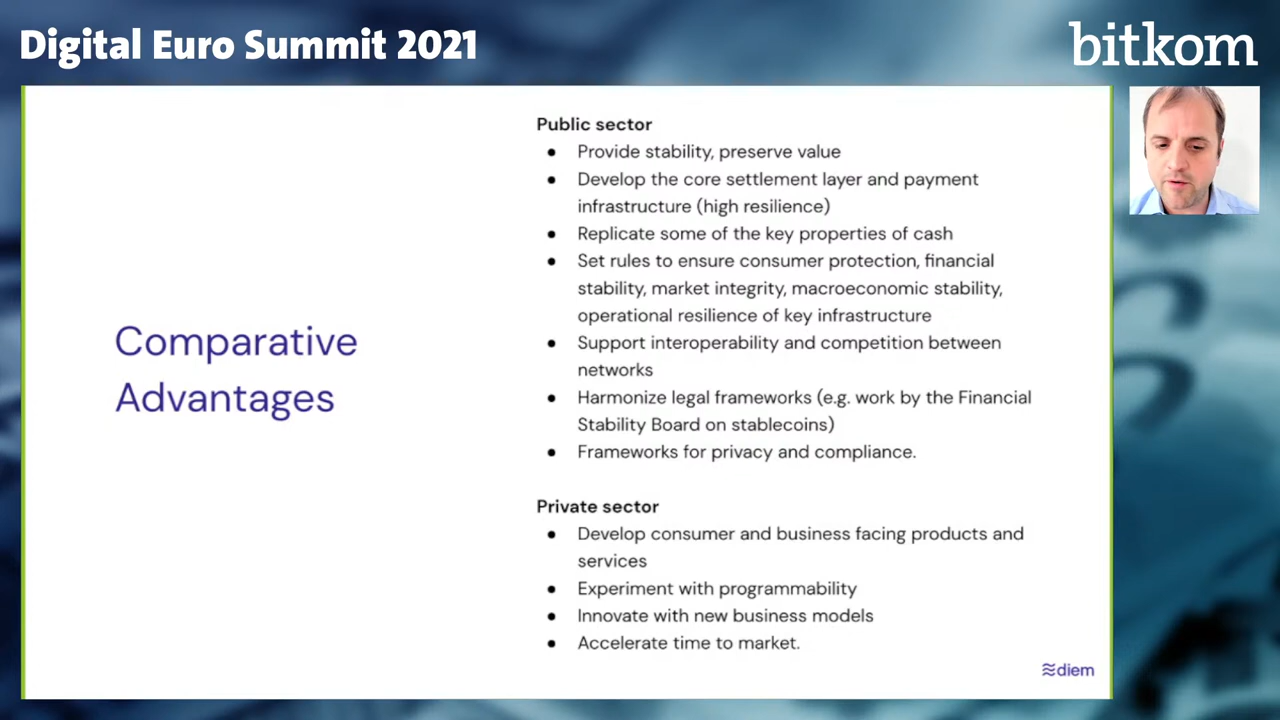 Digital Euro Summit 2021
bitkom
Comparative
Advantages
Public sector
● Provide stability, preserve value
● Develop the core settlement layer and payment
infrastructure (high resilience)
● Replicate some of the key properties of cash
● Set rules to ensure consumer protection, financial
stability, market integrity, macroeconomic stability,
operational resilience of key infrastructure
● Support interoperability and competition between
networks
● Harmonize legal frameworks (e.g. work by the Financial
Stability Board on stablecoins)
● Frameworks for privacy and compliance.
Private sector
● Develop consumer and business facing products and
services
● Experiment with programmability
● Innovate with new business models
● Accelerate time to market.
diem